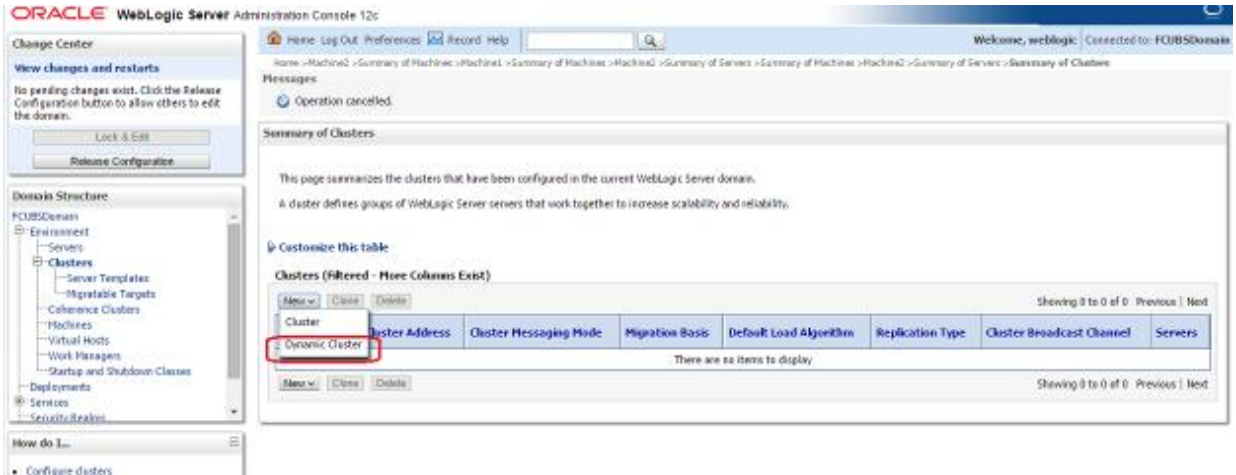 ORACLE WebLogic Server Administration Console 12c
Change Center
View changes and restarts
No pending changes exist. Click the Release
Configuration button to allow others to edit
the domain.
Lock & Edit
Release Configuration
Domain Structure
FCUBSDomain
Environment
Servers
Clusters
Server Templates
Migratable Targets
Coherence Clusters
Machines
Virtual Hosts
Work Managers
Startup and Shutdown Classes
Deployments
Services
Security Realms
How do I...
Configure clusters
Home Log Out Preferences Record Help
Welcome, weblogic Connected to: FCUBSDomain
Home >Machine2 >Summary of Machines >Machine1 >Summary of Machines >Machine2 >Summary of Servers >Summary of Machines >Machine2 >Summary of Servers >Summary of Clusters
Messages
Operation cancelled.
Summary of Clusters
This page summarizes the clusters that have been configured in the current WebLogic Server domain.
A cluster defines groups of WebLogic Server servers that work together to increase scalability and reliability.
Customize this table
Clusters (Filtered - More Columns Exist)
New Clone Delete
Showing 0 to 0 of 0 Previous | Next
Cluster
Dynamic Cluster
Cluster Address Cluster Messaging Mode Migration Basis Default Load Algorithm Replication Type Cluster Broadcast Channel Servers
There are no items to display
New Clone Delete
Showing 0 to 0 of 0 Previous | Next